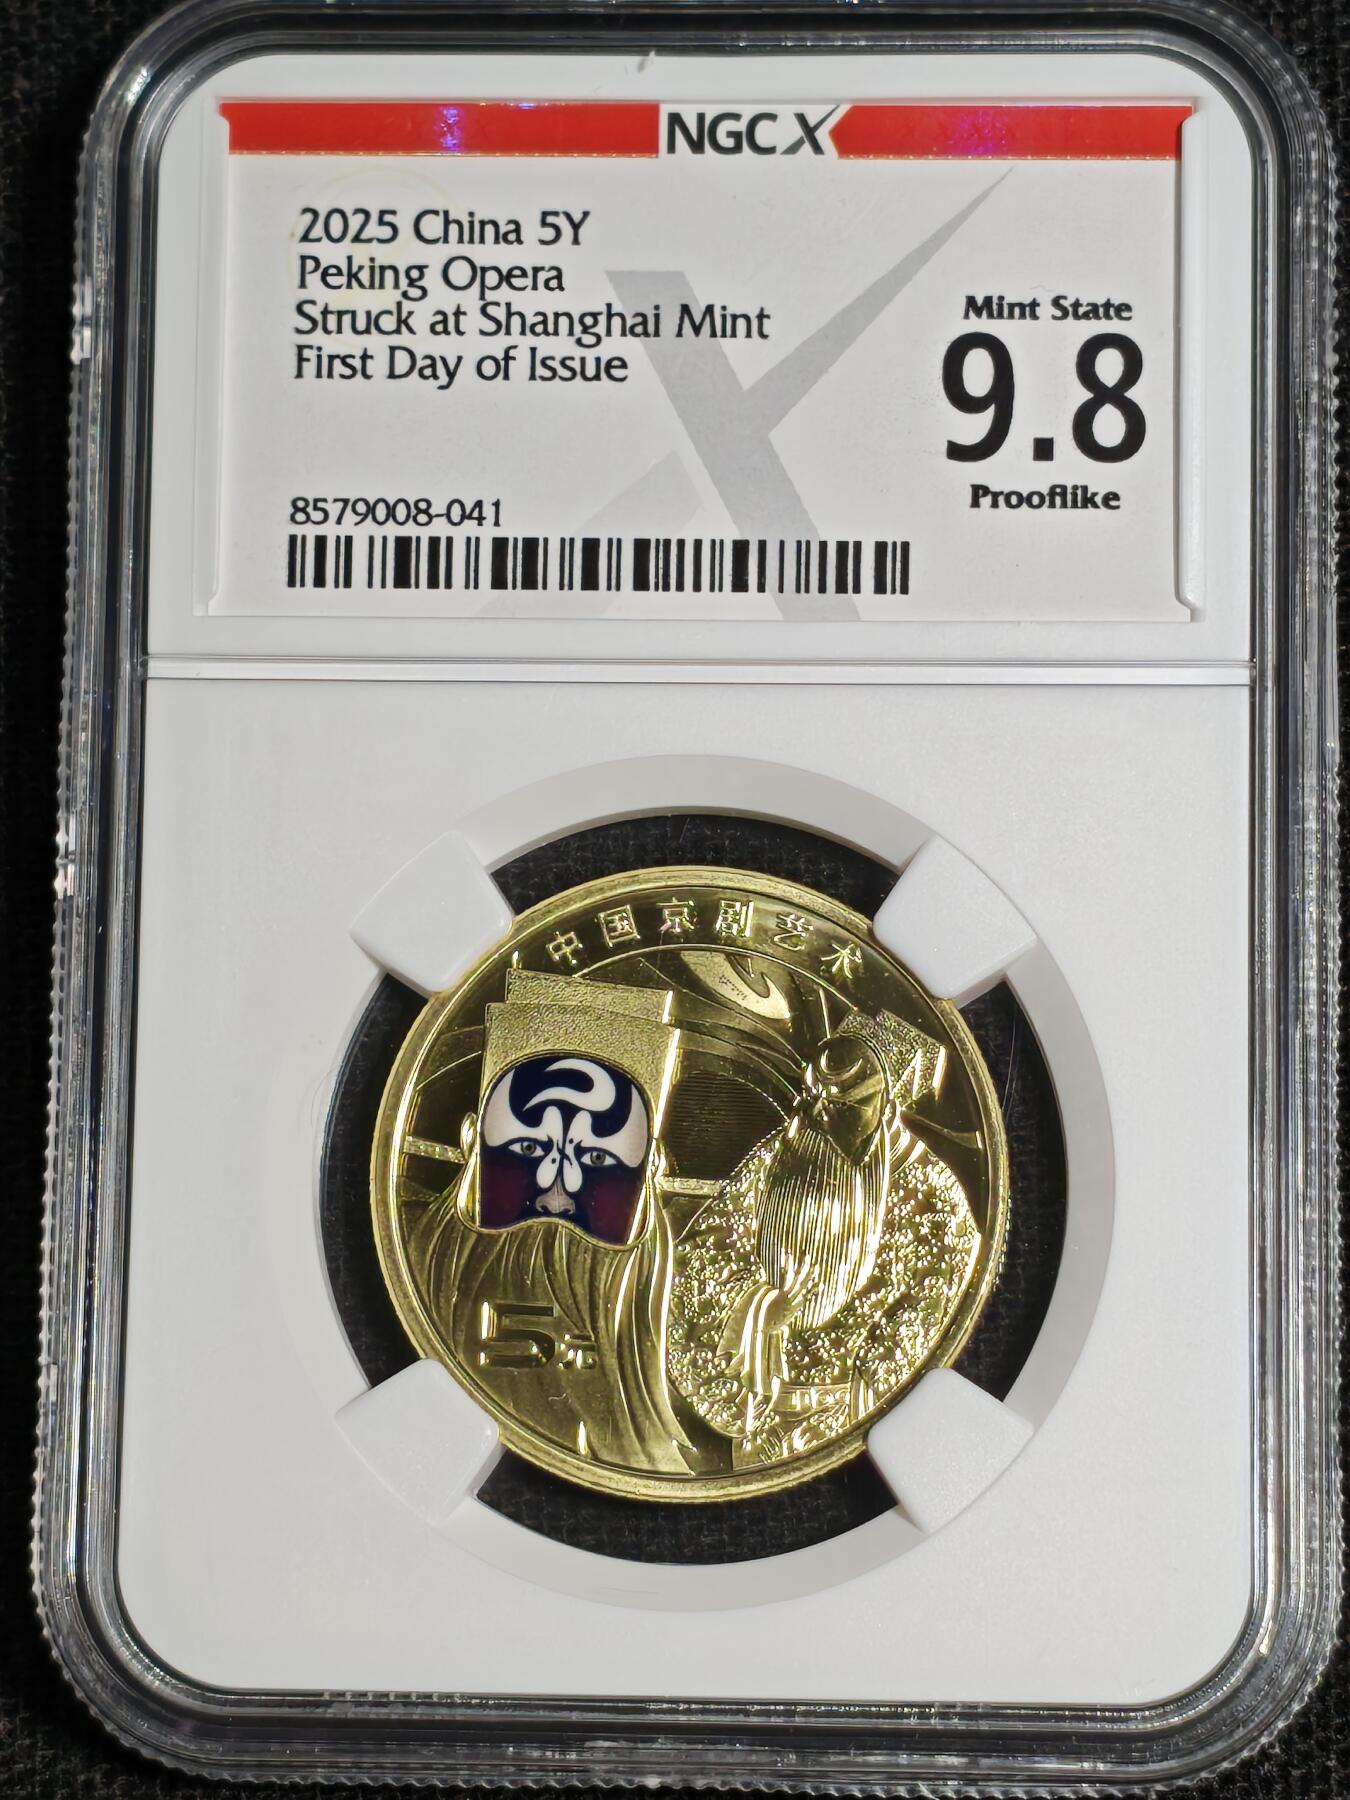 NGCX
2025 China 5Y
Peking Opera
Struck at Shanghai Mint
First Day of Issue
Mint State
9.8
Prooflike
8579008-041
中国京剧艺术
5元